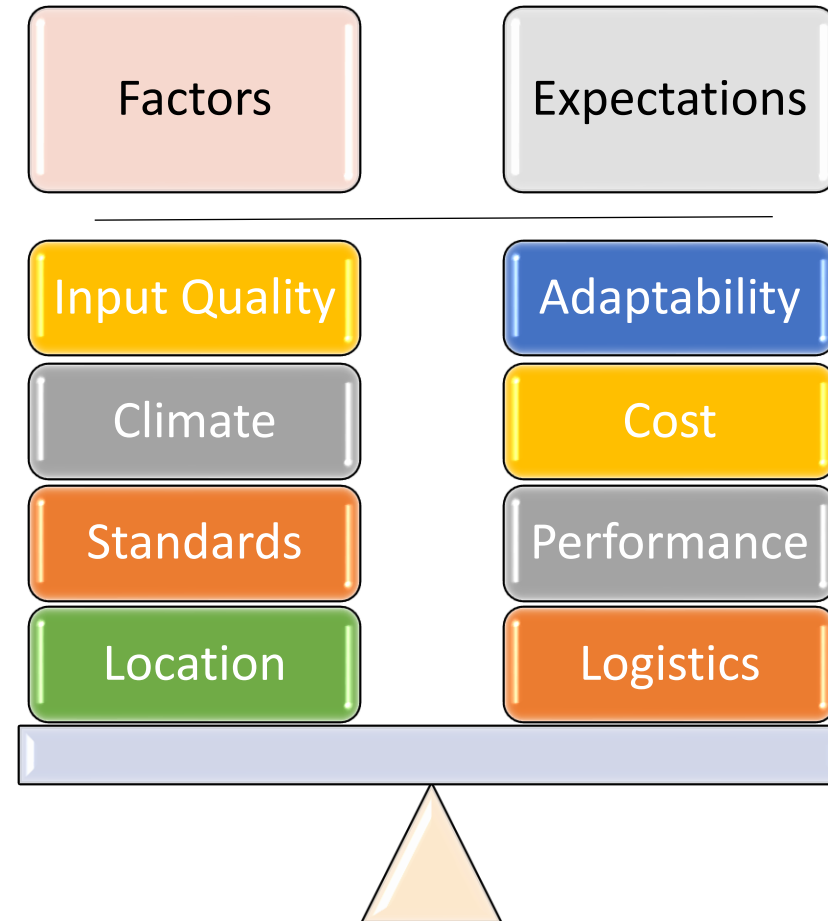 Factors
Expectations
Input Quality
Adaptability
Climate
Cost
Standards
Performance
Location
Logistics